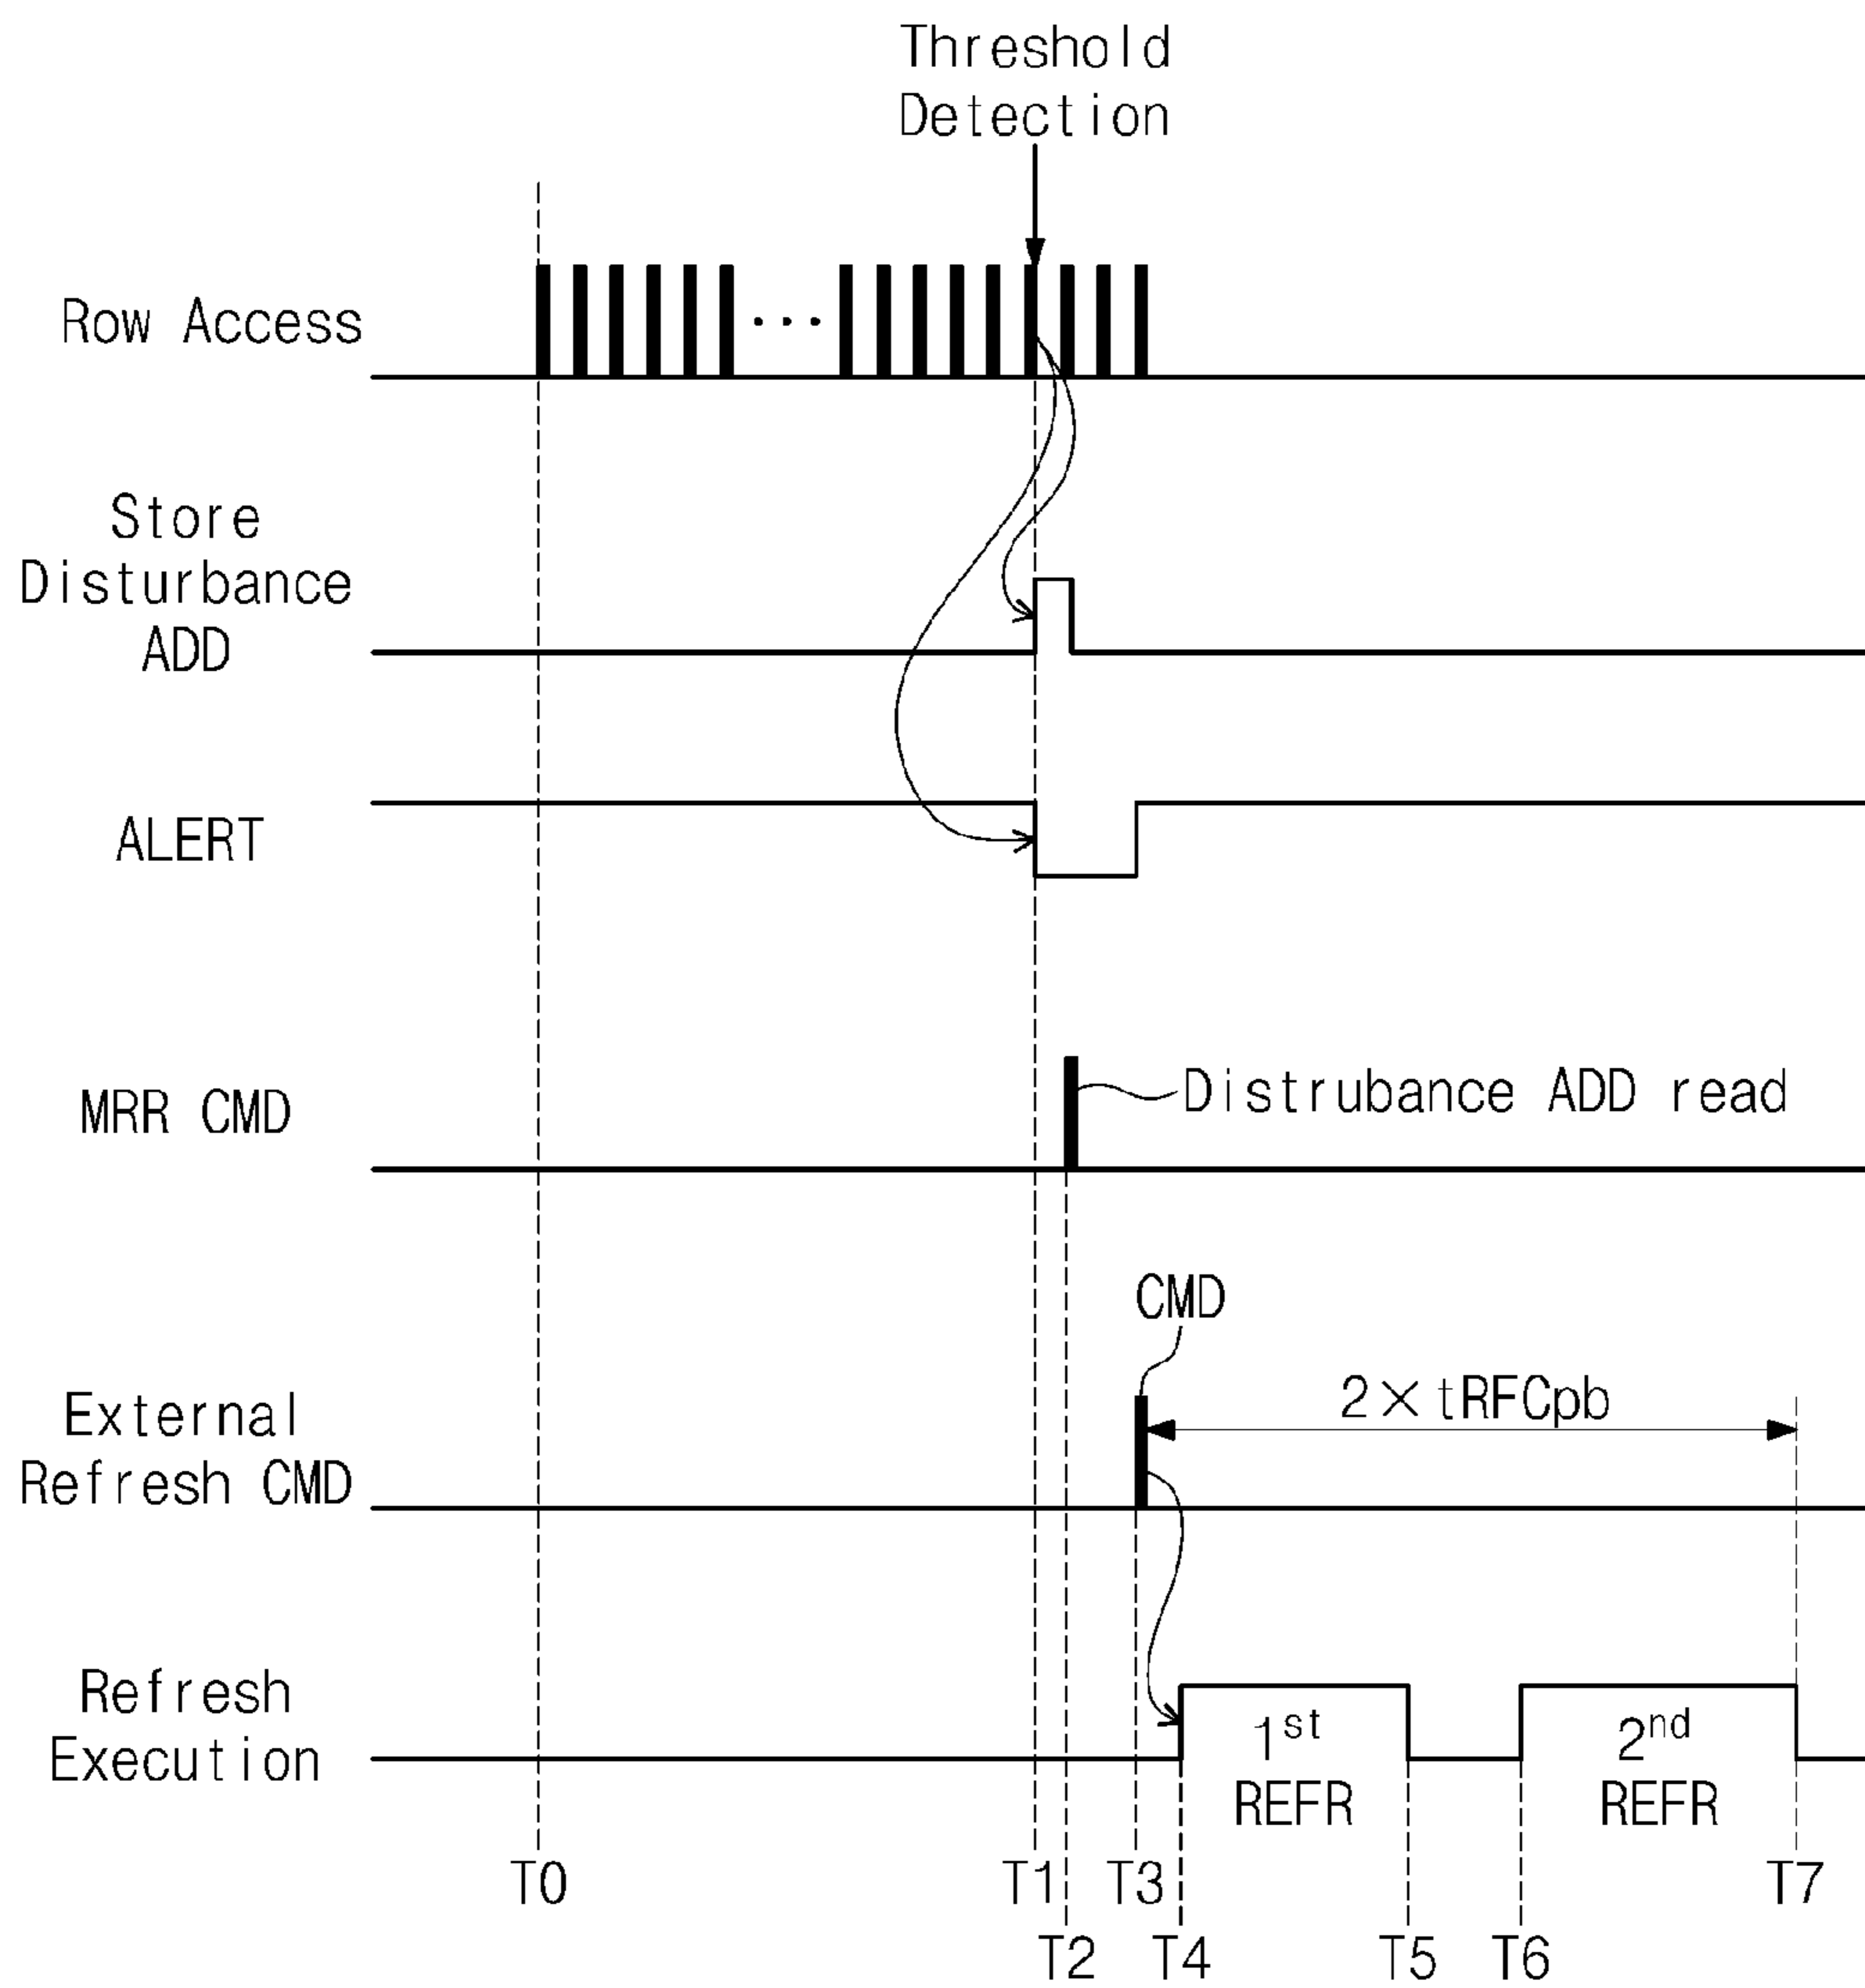 Threshold
Detection
Row Access
...
Store
Disturbance
ADD
ALERT
MRR CMD
Distrubance ADD read
CMD
External
Refresh CMD
2×tRFCpb
Refresh
Execution
1st
REFR
2nd
REFR
T0
T1
T3
T7
T2
T4
T5
T6